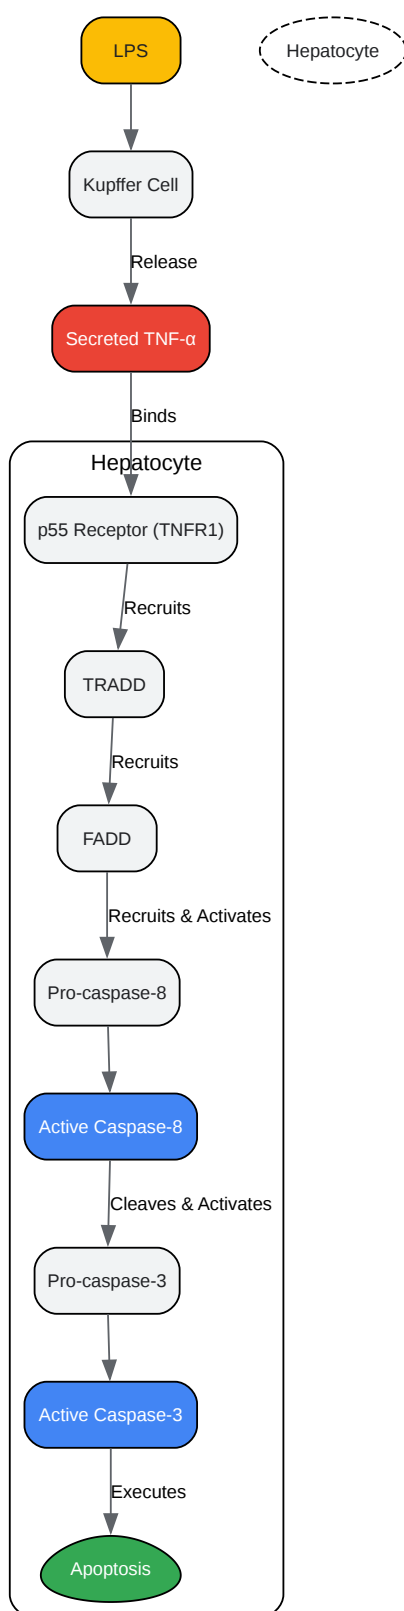 LPS
Hepatocyte
Kupffer Cell
Release
Secreted TNF-α
Binds
Hepatocyte
p55 Receptor (TNFR1)
Recruits
TRADD
Recruits
FADD
Recruits & Activates
Pro-caspase-8
Active Caspase-8
Cleaves & Activates
Pro-caspase-3
Active Caspase-3
Executes
Apoptosis